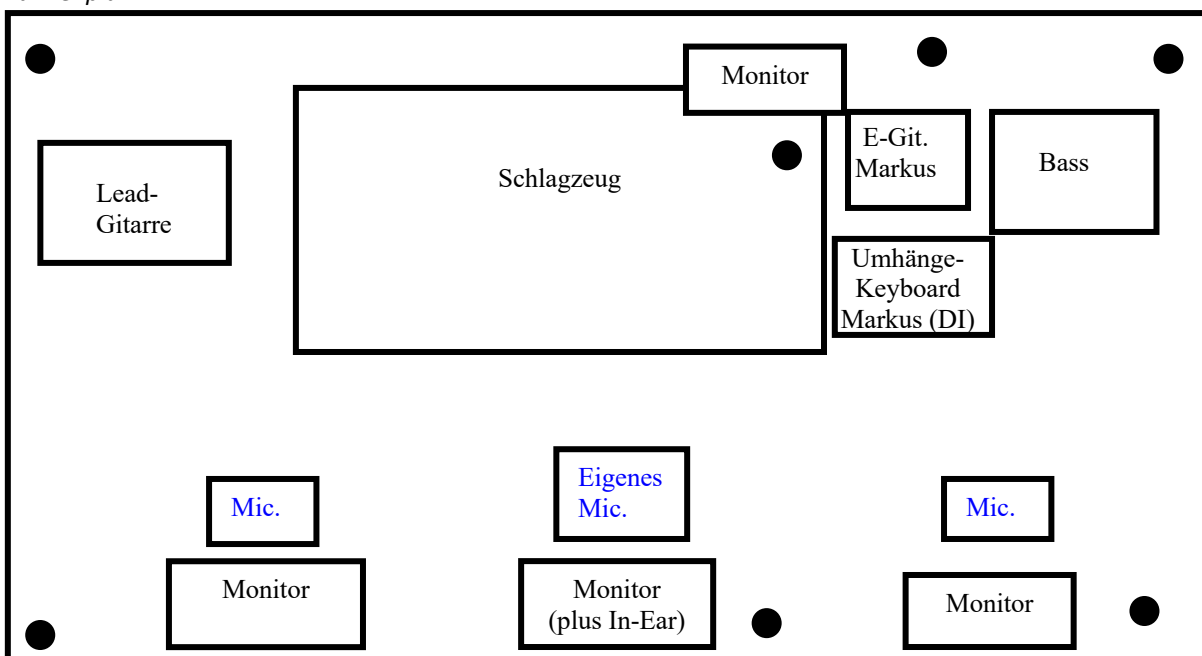 Monitor
E-Git.
Markus
Bass
Schlagzeug
Lead-
Gitarre
Umhänge-
Keyboard
Markus (DI)
Eigenes
Mic.
Mic.
Mic.
Monitor
Monitor
(plus In-Ear)
Monitor